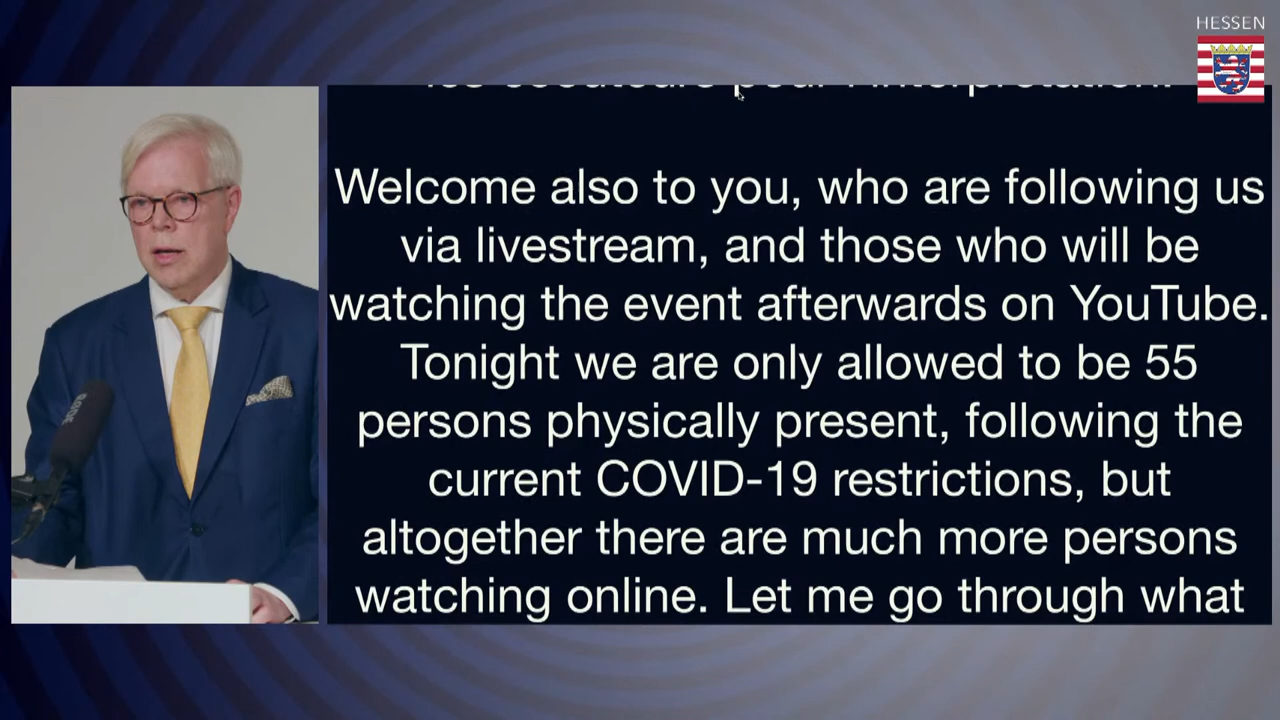 HESSEN
Welcome also to you, who are following us
via livestream, and those who will be
watching the event afterwards on YouTube.
Tonight we are only allowed to be 55
persons physically present, following the
current COVID-19 restrictions, but
altogether there are much more persons
watching online. Let me go through what
RODE